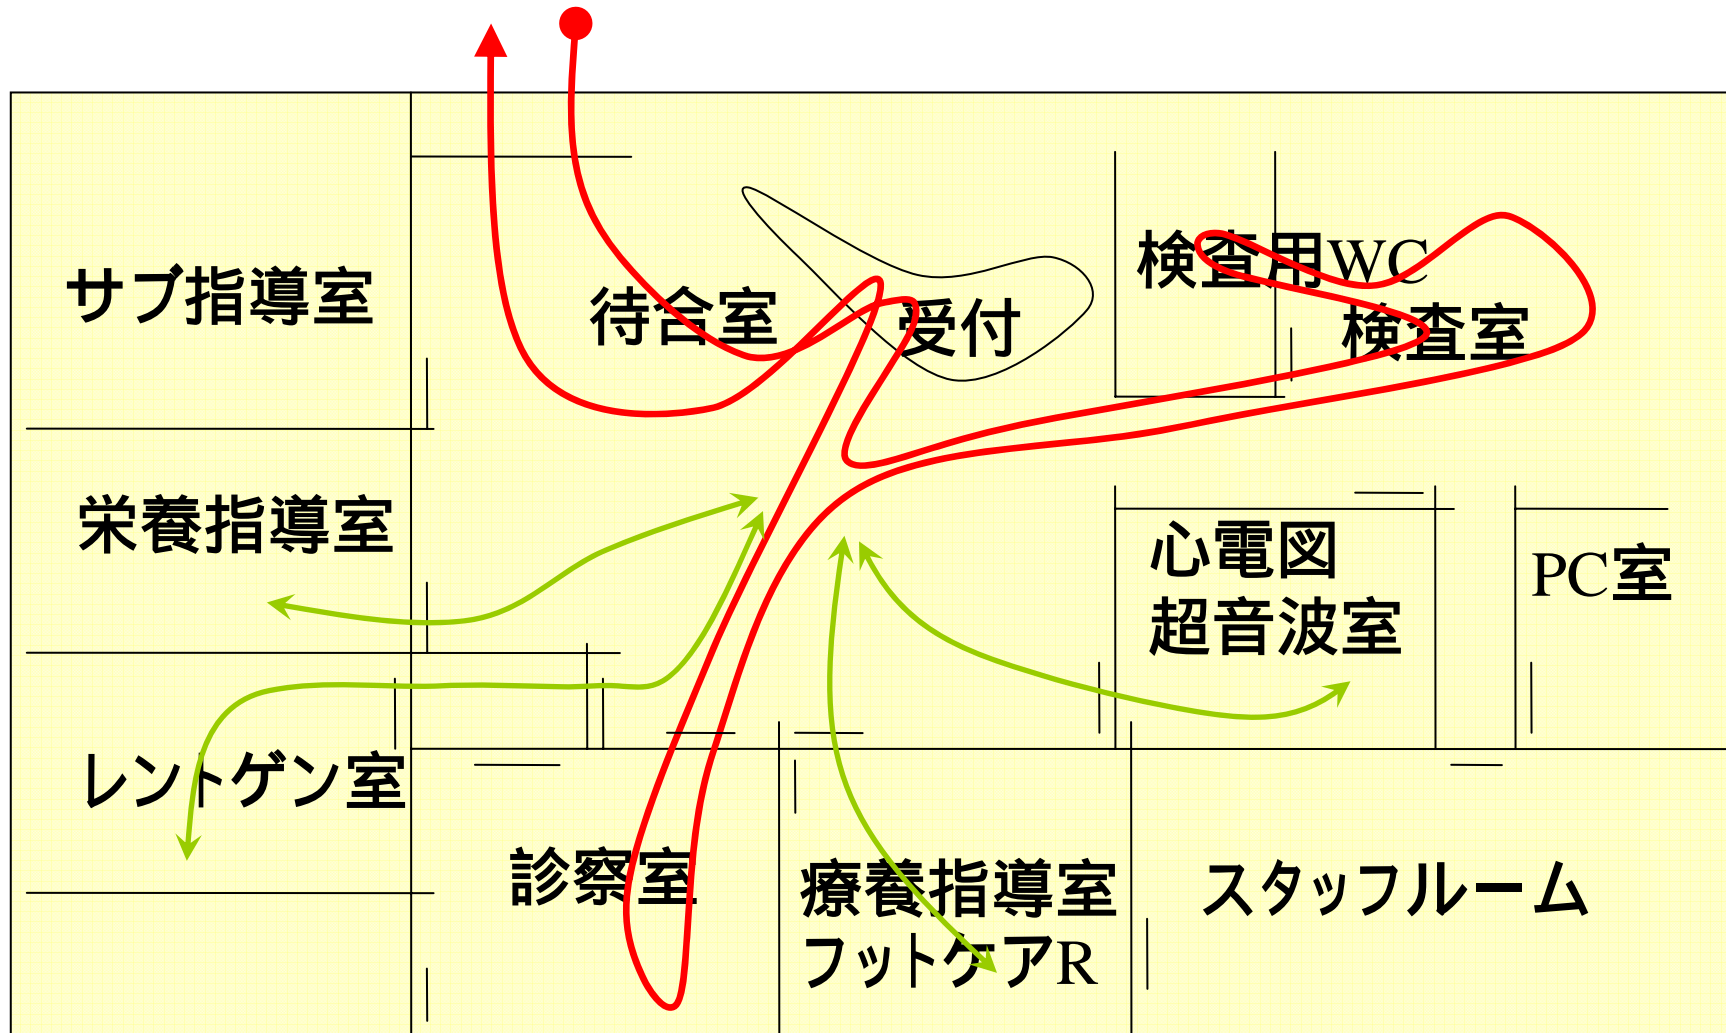 サブ指導室
待合室
受付
検査用WC
検査室
栄養指導室
心電図
超音波室
PC室
レントゲン室
診察室
療養指導室
フットケアR
スタッフルーム